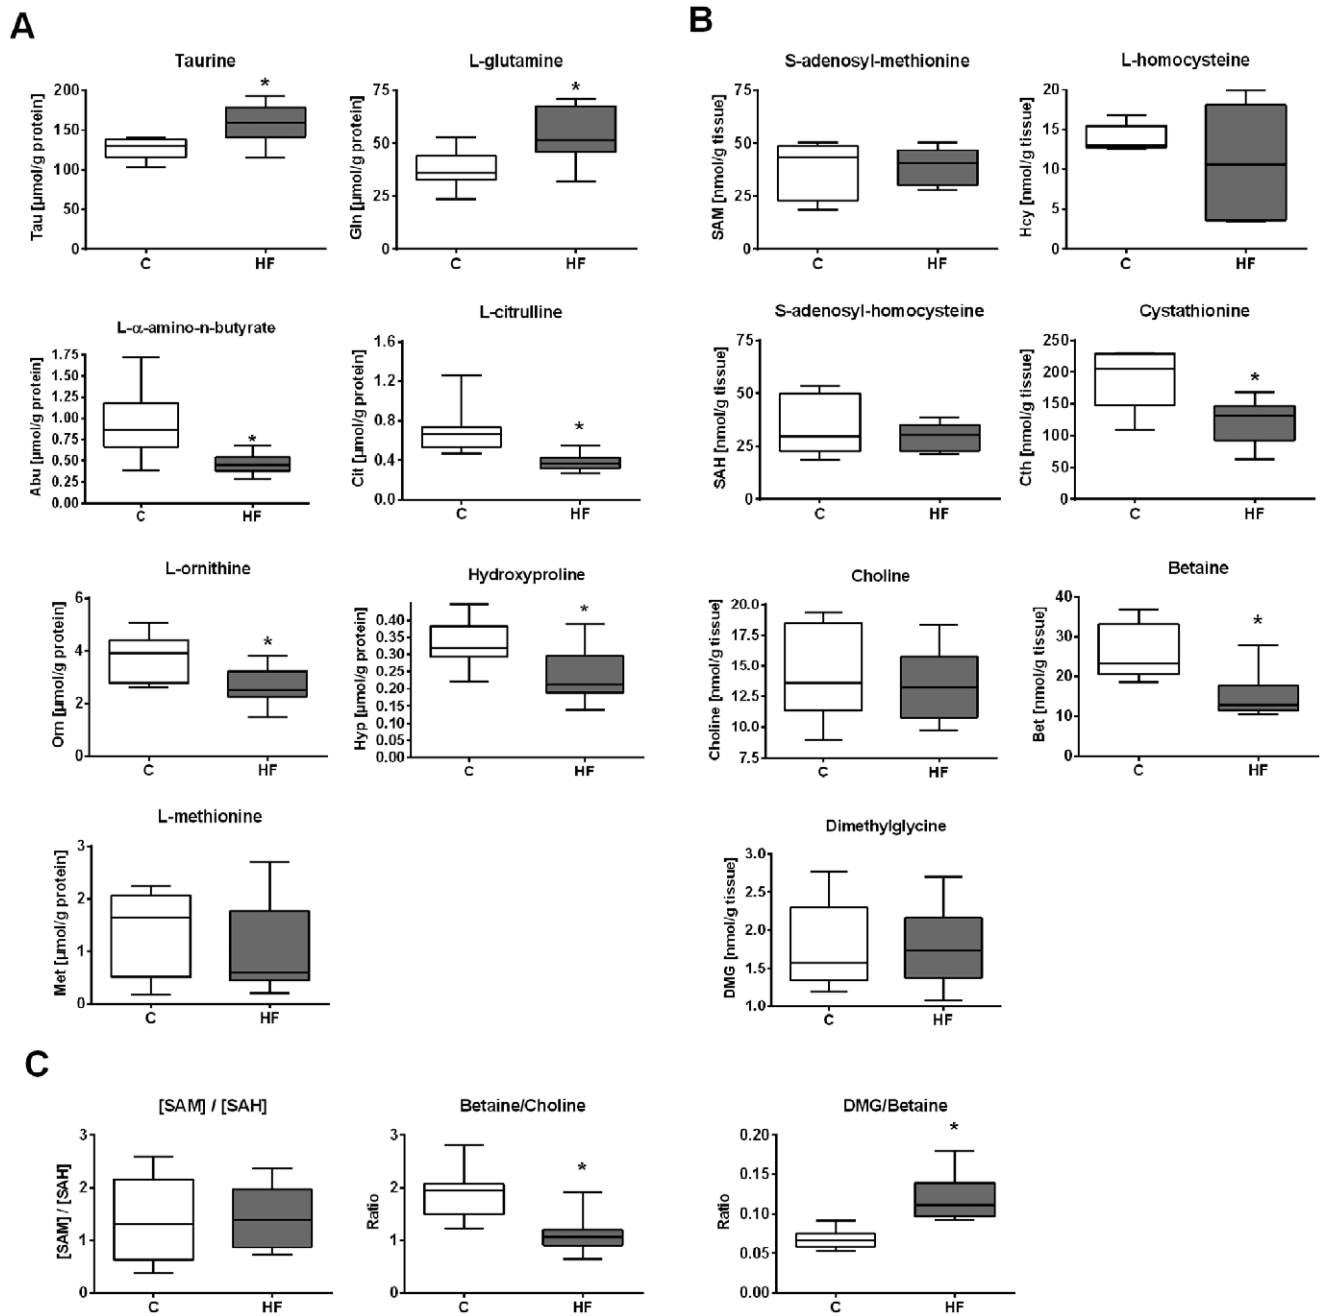 A
B
Taurine
Tau [µmol/g protein]
200
150
100
50
0
*
C
HF
L-glutamine
Gln [µmol/g protein]
75
50
25
0
*
C
HF
S-adenosyl-methionine
SAM [nmol/g tissue]
75
50
25
0
C
HF
L-homocysteine
Hcy [nmol/g tissue]
20
15
10
5
0
C
HF
L-α-amino-n-butyrate
Abu [µmol/g protein]
1.75
1.50
1.25
1.00
0.75
0.50
0.25
0.00
*
C
HF
L-citrulline
Cit [µmol/g protein]
1.6
1.2
0.8
0.4
0.0
*
C
HF
S-adenosyl-homocysteine
SAH [nmol/g tissue]
75
50
25
0
C
HF
Cystathionine
Cth [nmol/g tissue]
250
200
150
100
50
0
*
C
HF
L-ornithine
Orn [µmol/g protein]
6
4
2
0
*
C
HF
Hydroxyproline
Hyp [µmol/g protein]
0.40
0.35
0.30
0.25
0.20
0.15
0.10
0.05
0.00
*
C
HF
Choline
Choline [nmol/g tissue]
20.0
17.5
15.0
12.5
10.0
7.5
C
HF
Betaine
Bet [nmol/g tissue]
40
30
20
10
0
*
C
HF
L-methionine
Met [µmol/g protein]
3
2
1
0
C
HF
Dimethylglycine
DMG [nmol/g tissue]
3.0
2.5
2.0
1.5
1.0
C
HF
C
[SAM] / [SAH]
[SAM] / [SAH]
3
2
1
0
C
HF
Betaine/Choline
Ratio
3
2
1
0
*
C
HF
DMG/Betaine
Ratio
0.20
0.15
0.10
0.05
0.00
*
C
HF